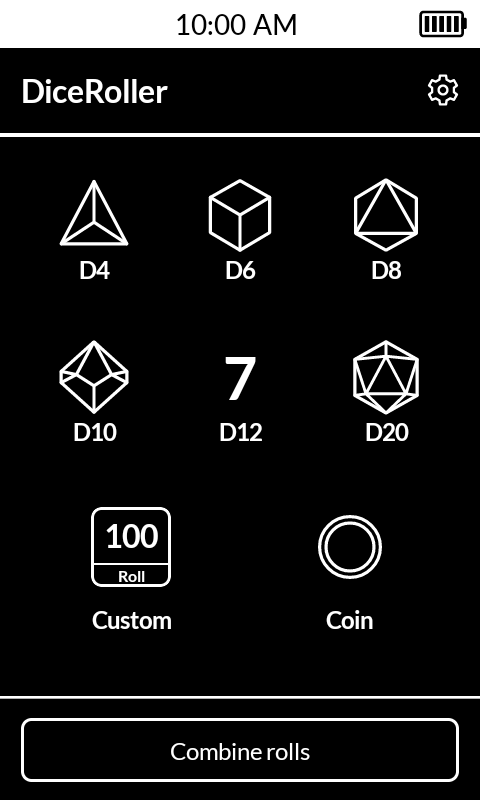 10:00 AM
DiceRoller
D4 D6 D8
7
D10 D12 D20
100
Roll
Custom Coin
Combine rolls